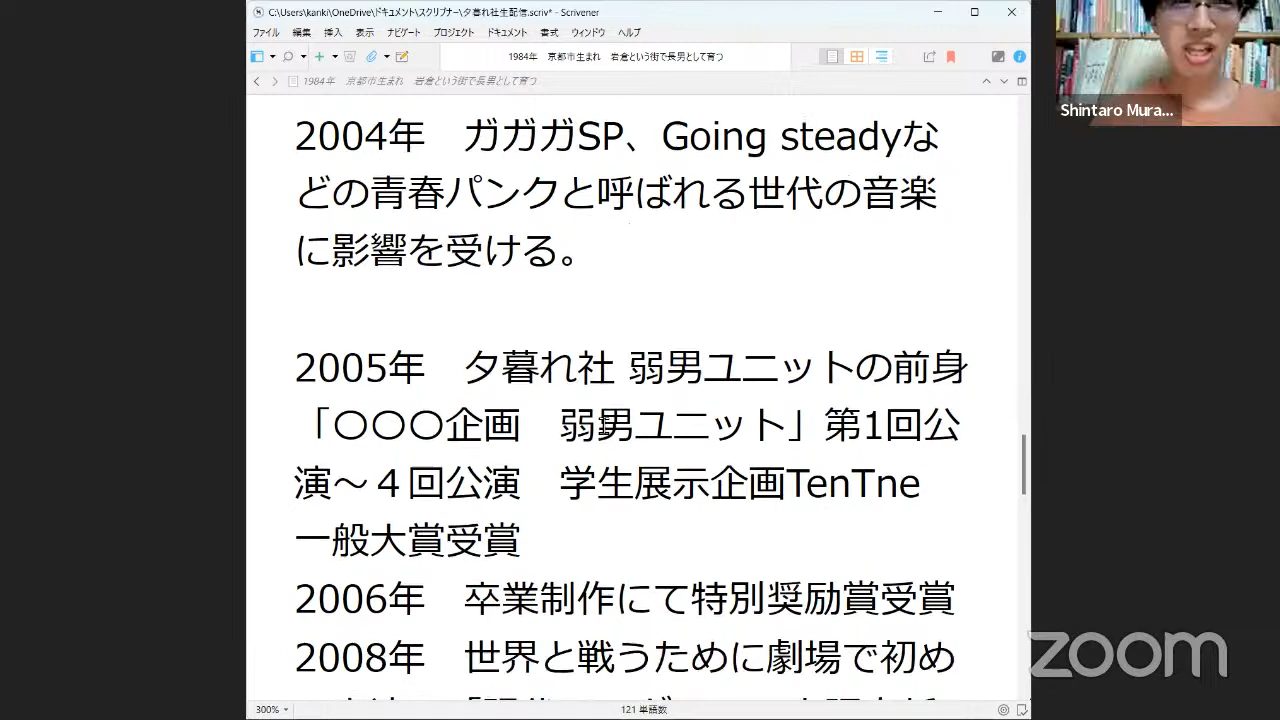 C:\Users\kanki\OneDrive\ドキュメント\スクリプナー\夕暮れ社生配信.scriv* - Scrivener
ファイル 編集 挿入 表示 ナビゲート プロジェクト ドキュメント 書式 ウィンドウ ヘルプ
1984年　京都市生まれ　岩倉という街で長男として育つ
1984年　京都市生まれ　岩倉という街で長男として育つ
Shintaro Mura...
2004年　ガガガSP、Going steadyな
どの青春パンクと呼ばれる世代の音楽
に影響を受ける。
2005年　夕暮れ社 弱男ユニットの前身
「〇〇〇企画　弱男ユニット」第1回公
演～４回公演　学生展示企画TenTne
一般大賞受賞
2006年　卒業制作にて特別奨励賞受賞
2008年　世界と戦うために劇場で初め
zoom
300%
121 単語数